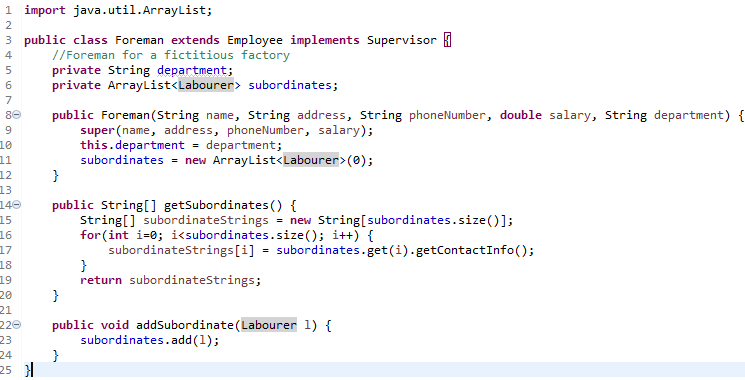 1 import java.util.ArrayList;
2
3 public class Foreman extends Employee implements Supervisor {
4     //Foreman for a fictitious factory
5     private String department;
6     private ArrayList<Labourer> subordinates;
7
8     public Foreman(String name, String address, String phoneNumber, double salary, String department) {
9         super(name, address, phoneNumber, salary);
10         this.department = department;
11         subordinates = new ArrayList<Labourer>(0);
12     }
13
14     public String[] getSubordinates() {
15         String[] subordinateStrings = new String[subordinates.size()];
16         for(int i=0; i<subordinates.size(); i++) {
17             subordinateStrings[i] = subordinates.get(i).getContactInfo();
18         }
19         return subordinateStrings;
20     }
21
22     public void addSubordinate(Labourer l) {
23         subordinates.add(l);
24     }
25 }